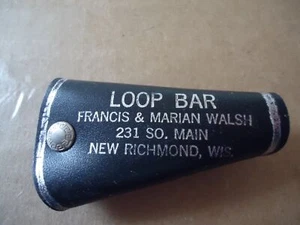 LOOP BAR
FRANCIS & MARIAN WALSH
231 SO. MAIN
NEW RICHMOND, WIS.